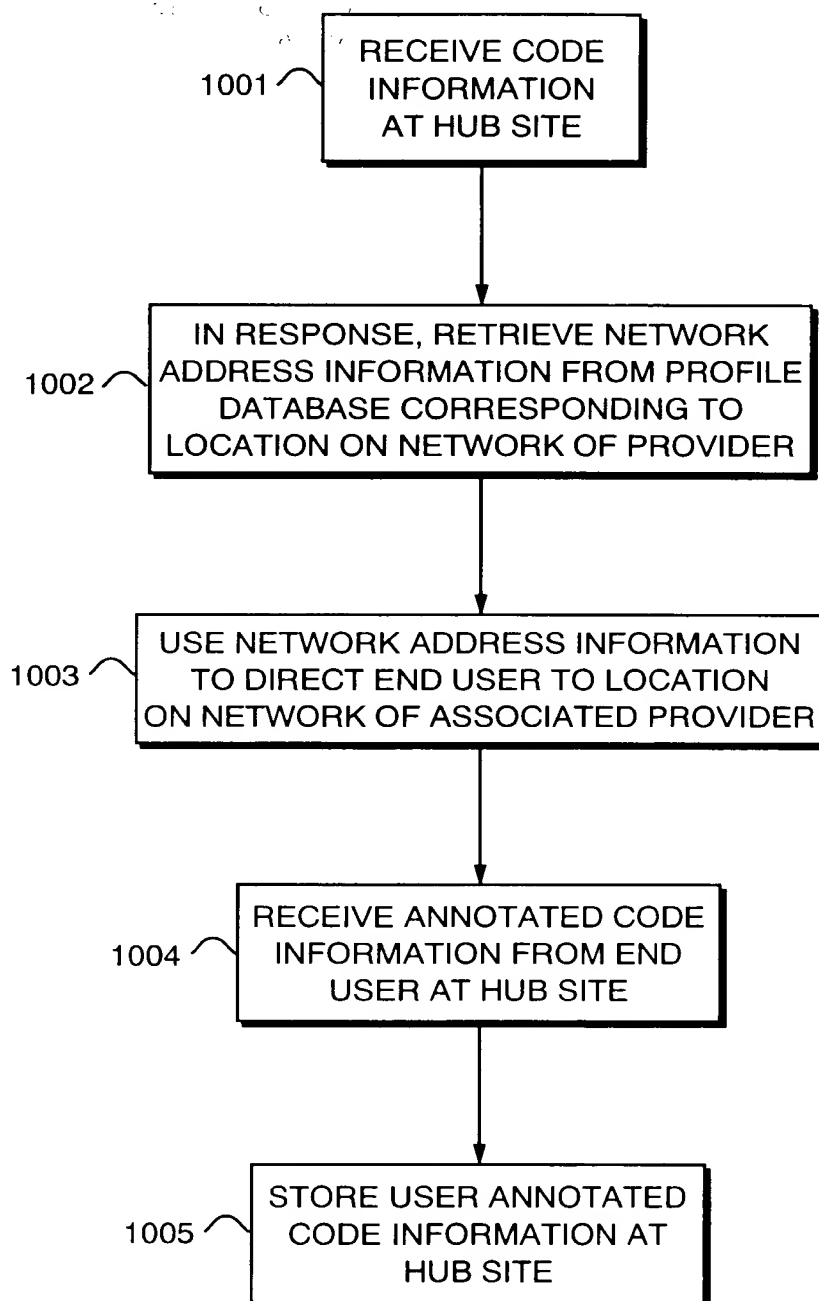 1001
RECEIVE CODE
INFORMATION
AT HUB SITE
1002
IN RESPONSE, RETRIEVE NETWORK
ADDRESS INFORMATION FROM PROFILE
DATABASE CORRESPONDING TO
LOCATION ON NETWORK OF PROVIDER
1003
USE NETWORK ADDRESS INFORMATION
TO DIRECT END USER TO LOCATION
ON NETWORK OF ASSOCIATED PROVIDER
1004
RECEIVE ANNOTATED CODE
INFORMATION FROM END
USER AT HUB SITE
1005
STORE USER ANNOTATED
CODE INFORMATION AT
HUB SITE